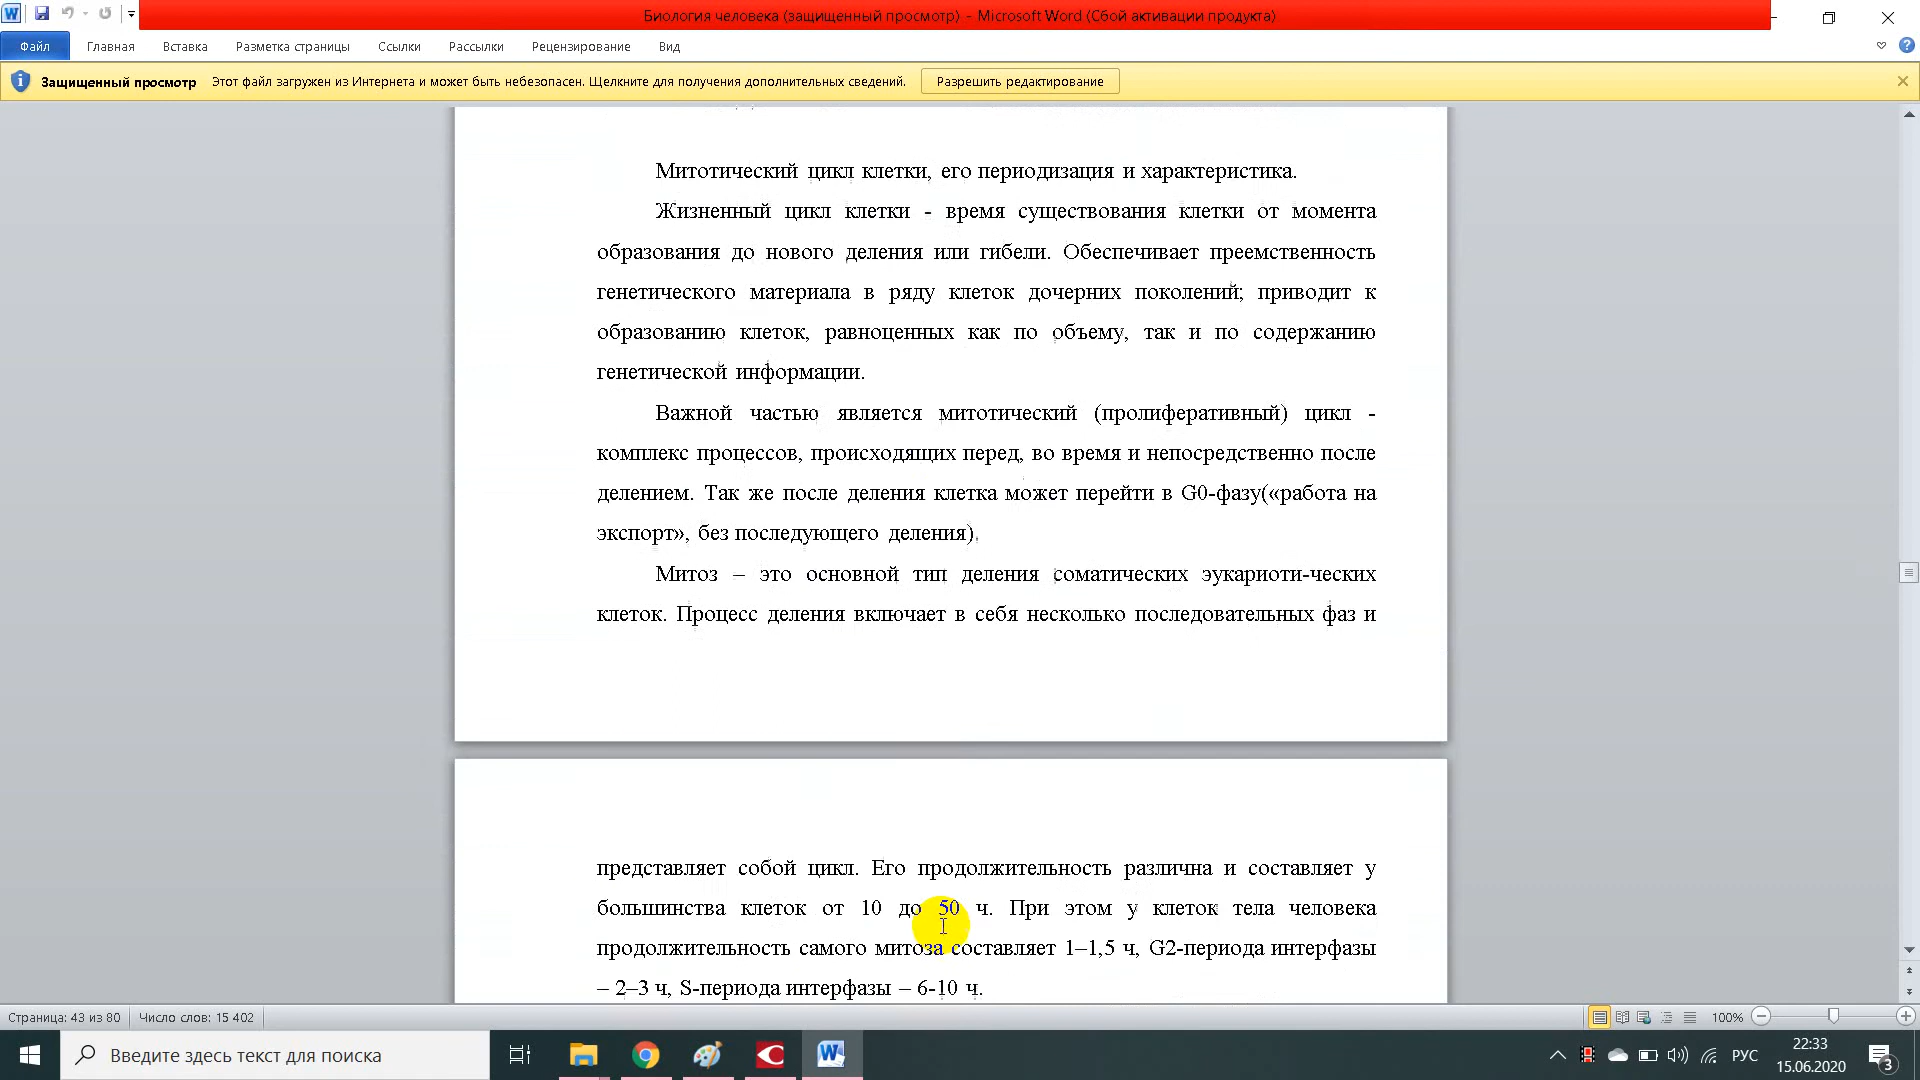 Биология человека (защищенный просмотр) - Microsoft Word (Сбой активации продукта)
Файл Главная Вставка Разметка страницы Ссылки Рассылки Рецензирование Вид
Защищенный просмотр Этот файл загружен из Интернета и может быть небезопасен. Щелкните для получения дополнительных сведений. Разрешить редактирование
Митотический цикл клетки, его периодизация и характеристика.
Жизненный цикл клетки - время существования клетки от момента
образования до нового деления или гибели. Обеспечивает преемственность
генетического материала в ряду клеток дочерних поколений; приводит к
образованию клеток, равноценных как по объему, так и по содержанию
генетической информации.
Важной частью является митотический (пролиферативный) цикл -
комплекс процессов, происходящих перед, во время и непосредственно после
делением. Так же после деления клетка может перейти в G0-фазу(«работа на
экспорт», без последующего деления).
Митоз – это основной тип деления соматических эукариоти-ческих
клеток. Процесс деления включает в себя несколько последовательных фаз и
представляет собой цикл. Его продолжительность различна и составляет у
большинства клеток от 10 до 50 ч. При этом у клеток тела человека
продолжительность самого митоза составляет 1–1,5 ч, G2-периода интерфазы
– 2–3 ч, S-периода интерфазы – 6-10 ч.
Страница: 43 из 80 Число слов: 15 402 100%
Введите здесь текст для поиска РУС 22:33
15.06.2020 3